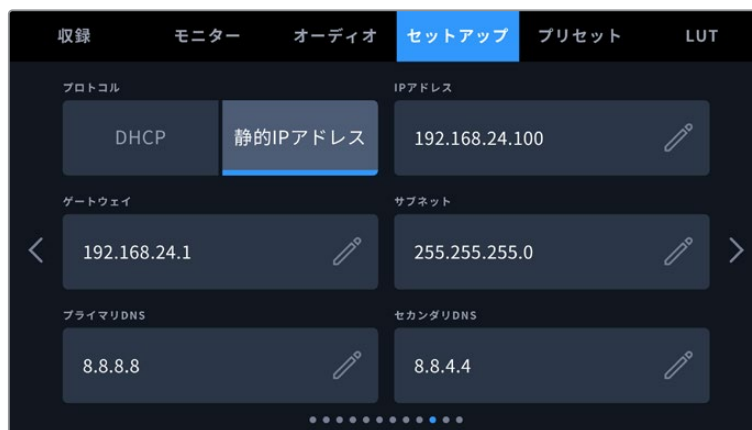 収録 モニター オーディオ セットアップ プリセット LUT
プロトコル IPアドレス
DHCP 静的IPアドレス 192.168.24.100
ゲートウェイ サブネット
192.168.24.1 255.255.255.0
プライマリDNS セカンダリDNS
8.8.8.8 8.8.4.4